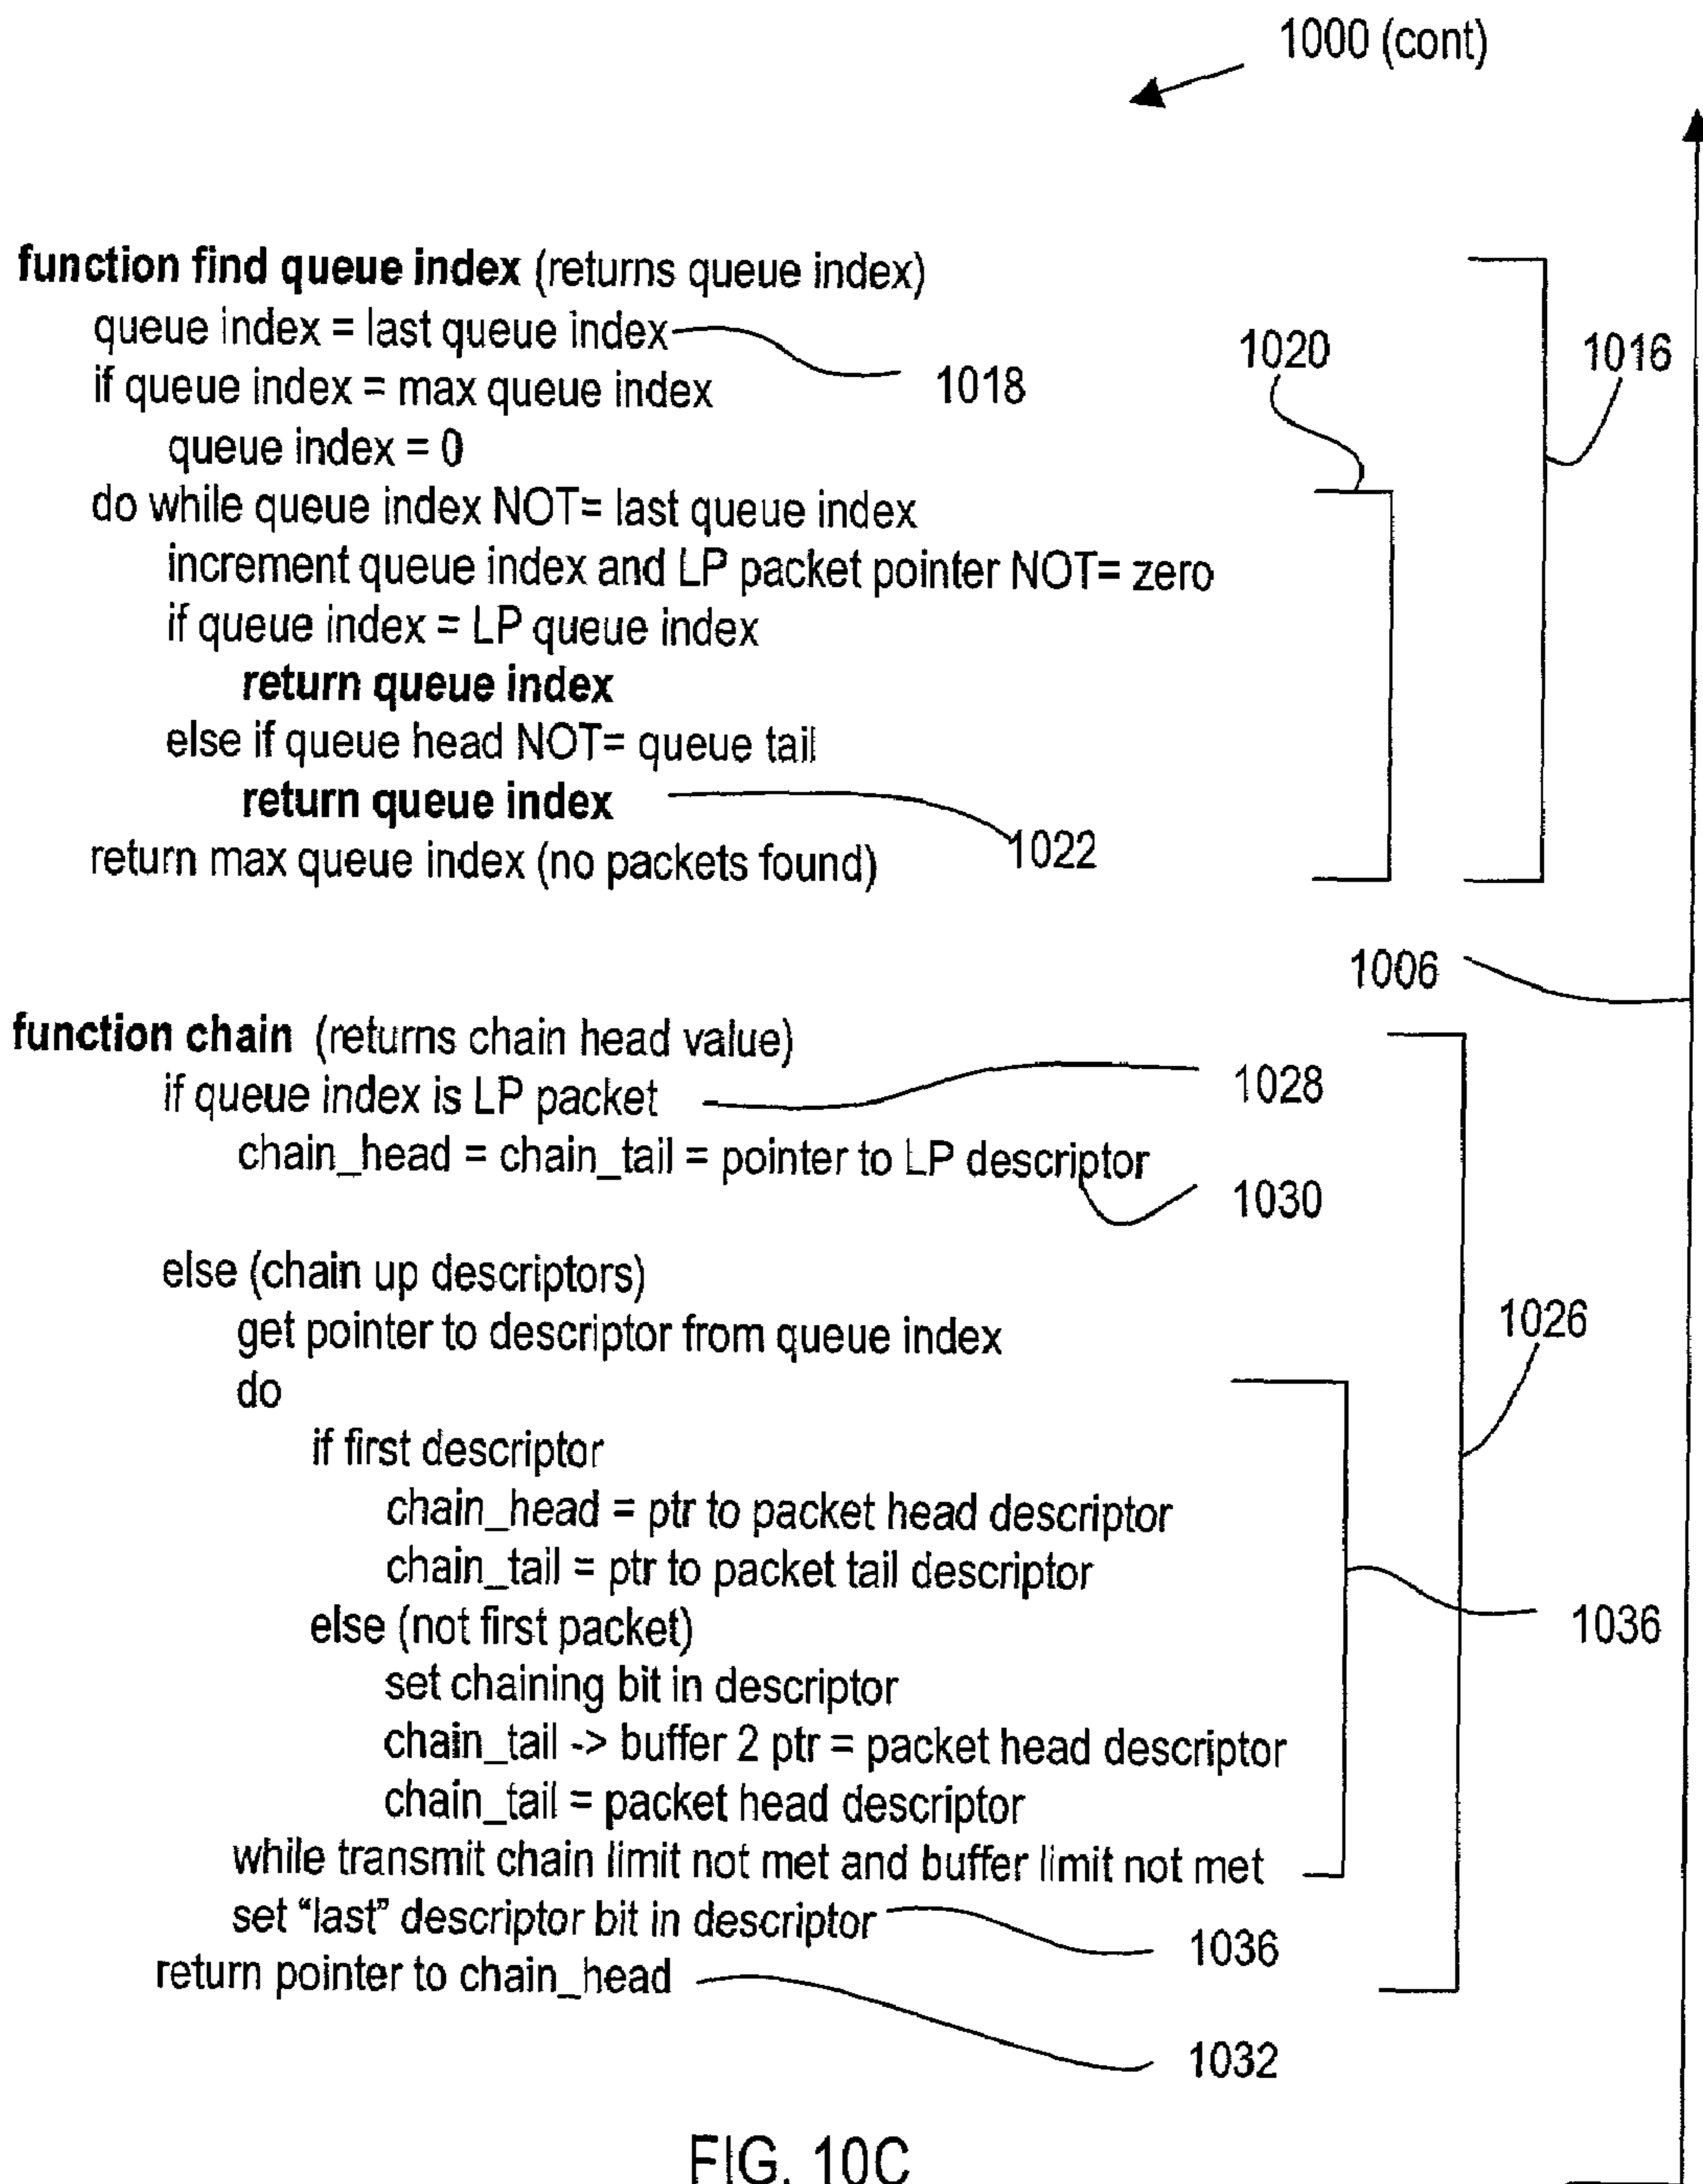 1000 (cont)
function find queue index (returns queue index)
queue index = last queue index
1018
1020
1016
if queue index = max queue index
queue index = 0
do while queue index NOT= last queue index
increment queue index and LP packet pointer NOT= zero
if queue index = LP queue index
return queue index
else if queue head NOT= queue tail
return queue index
1022
return max queue index (no packets found)
1006
function chain (returns chain head value)
if queue index is LP packet
1028
chain_head = chain_tail = pointer to LP descriptor
1030
else (chain up descriptors)
get pointer to descriptor from queue index
1026
do
if first descriptor
chain_head = ptr to packet head descriptor
chain_tail = ptr to packet tail descriptor
else (not first packet)
1036
set chaining bit in descriptor
chain_tail -> buffer 2 ptr = packet head descriptor
chain_tail = packet head descriptor
while transmit chain limit not met and buffer limit not met
set “last” descriptor bit in descriptor
1036
return pointer to chain_head
1032
FIG. 10C